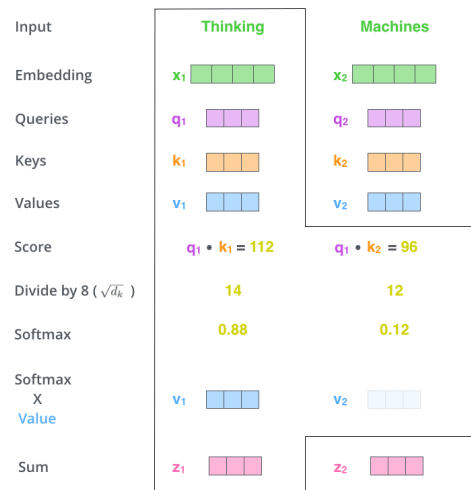 Input Thinking Machines
Embedding x₁ x₂
Queries q₁ q₂
Keys k₁ k₂
Values v₁ v₂
Score q₁ • k₁ = 112 q₁ • k₂ = 96
Divide by 8 ( √dₖ ) 14 12
Softmax 0.88 0.12
Softmax
X
Value v₁ v₂
Sum z₁ z₂